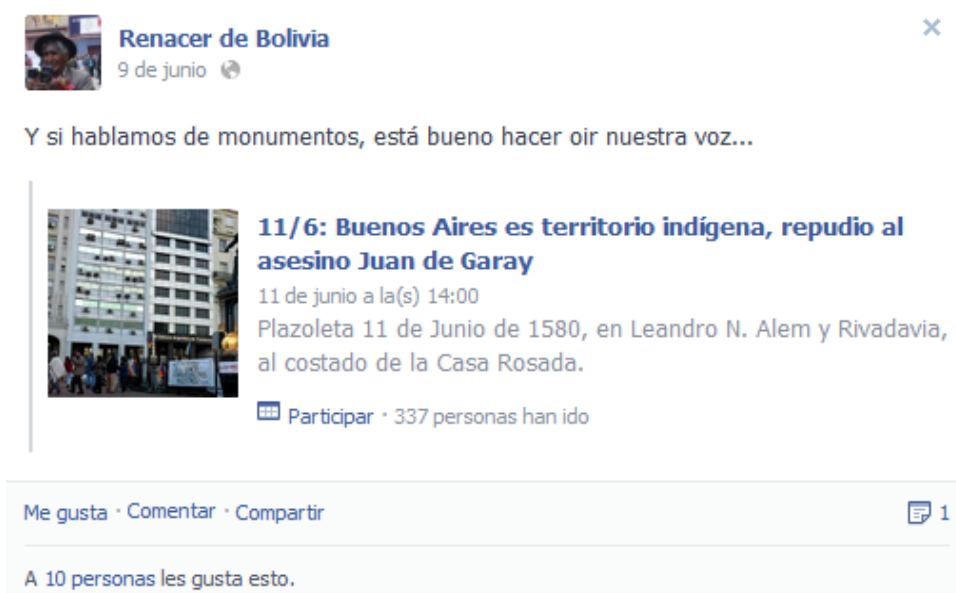 Renacer de Bolivia
9 de junio
Y si hablamos de monumentos, está bueno hacer oir nuestra voz...
11/6: Buenos Aires es territorio indígena, repudio al
asesino Juan de Garay
11 de junio a la(s) 14:00
Plazoleta 11 de Junio de 1580, en Leandro N. Alem y Rivadavia,
al costado de la Casa Rosada.
Participar · 337 personas han ido
Me gusta · Comentar · Compartir 1
A 10 personas les gusta esto.